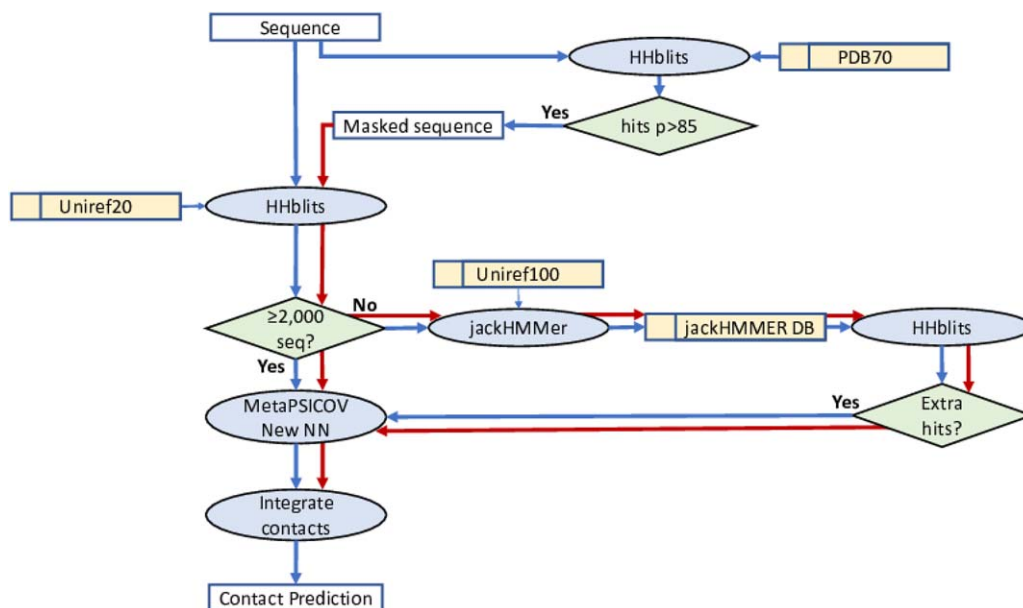 Sequence
HHblits
PDB70
Yes
Masked sequence
hits p>85
Uniref20
HHblits
Uniref100
No
≥2,000
seq?
jackHMMer
jackHMMER DB
HHblits
Yes
MetaPSICOV
New NN
Yes
Extra
hits?
Integrate
contacts
Contact Prediction